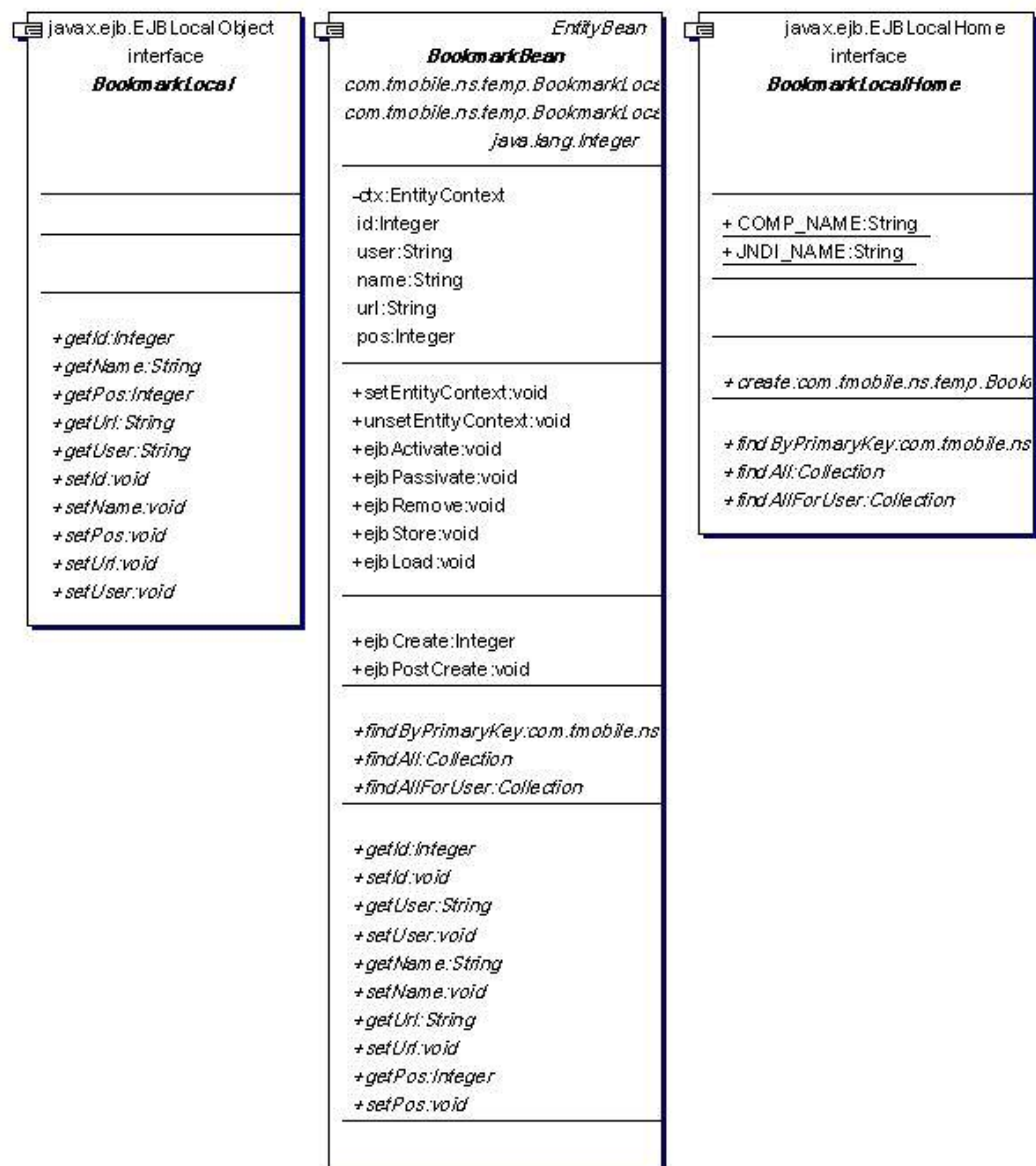 javax.ejb.EJBLocalObject
interface
BookmarkLocal
+getId:Integer
+getName:String
+getPos:Integer
+getUrl:String
+getUser:String
+setId:void
+setName:void
+setPos:void
+setUrl:void
+setUser:void
EntityBean
BookmarkBean
com.tmobile.ns.temp.BookmarkLoca
com.tmobile.ns.temp.BookmarkLoca
java.lang.Integer
-ctx:EntityContext
id:Integer
user:String
name:String
url:String
pos:Integer
+setEntityContext:void
+unsetEntityContext:void
+ejbActivate:void
+ejbPassivate:void
+ejbRemove:void
+ejbStore:void
+ejbLoad:void
+ejbCreate:Integer
+ejbPostCreate:void
+findByPrimaryKey:com.tmobile.ns
+findAll:Collection
+findAllForUser:Collection
+getId:Integer
+setId:void
+getUser:String
+setUser:void
+getName:String
+setName:void
+getUrl:String
+setUrl:void
+getPos:Integer
+setPos:void
javax.ejb.EJBLocalHome
interface
BookmarkLocalHome
+ COMP_NAME:String
+ JNDI_NAME:String
+create:com.tmobile.ns.temp.Book
+findByPrimaryKey:com.tmobile.ns
+findAll:Collection
+findAllForUser:Collection